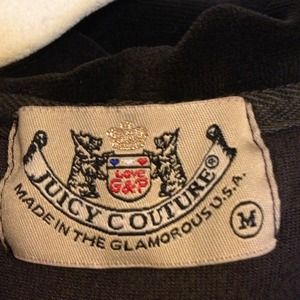 LOVE
G&P
JUICY COUTURE®
MADE IN THE GLAMOROUS U.S.A.
M